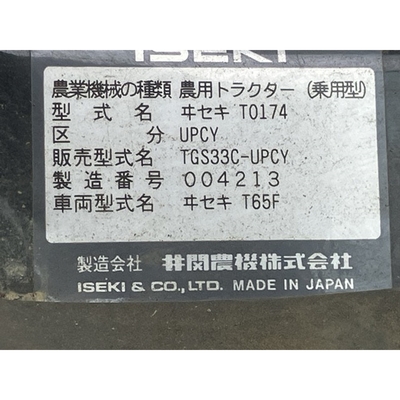 ISEKI
農業機械の種類 農用トラクター (乗用型)
型式名 ヰセキ T0174
区分 UPCY
販売型式名 TGS33C-UPCY
製造番号 004213
車両型式名 ヰセキ T65F
製造会社 井関農機株式会社
ISEKI & CO., LTD. MADE IN JAPAN